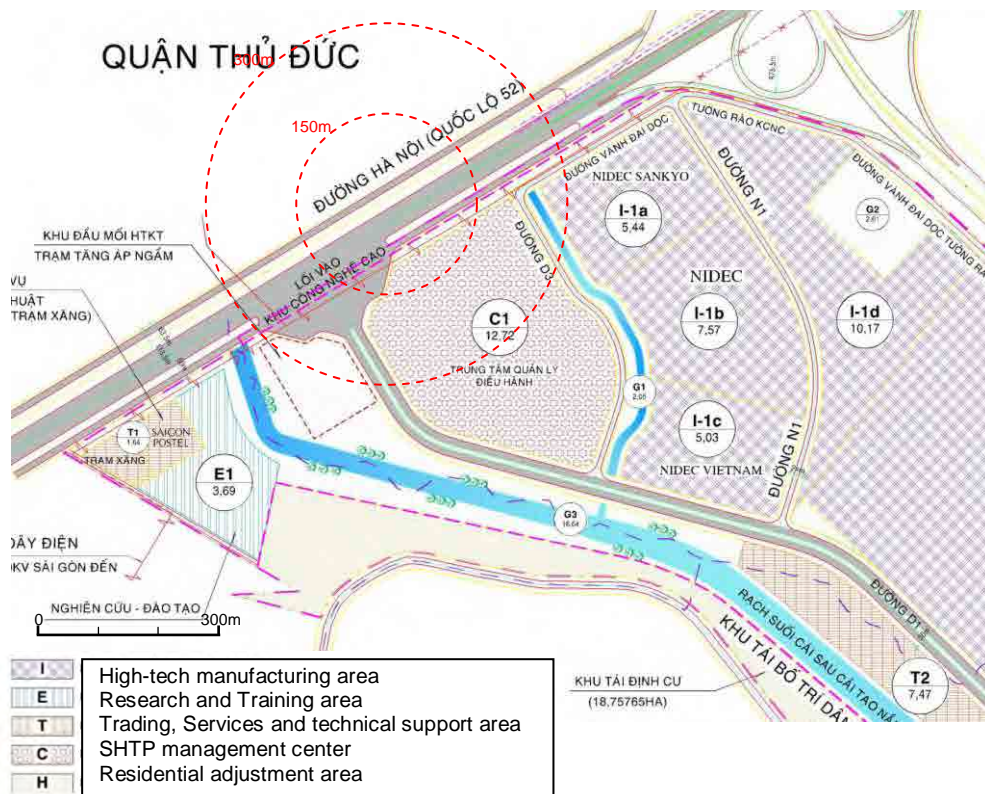 QUẬN THỦ ĐỨC
300m
150m
ĐƯỜNG HÀ NỘI (QUỐC LỘ 52)
KHU ĐẦU MỐI HTKT
TRẠM TĂNG ÁP NGẦM
VỤ
HUẬT
TRẠM XĂNG)
LỐI VÀO
KHU CÔNG NGHỆ CAO
ĐƯỜNG VÀNH ĐAI DỌC
TƯỜNG RÀO KCNC
ĐƯỜNG VÀNH ĐAI DỌC TƯỜNG RÀ
NIDEC SANKYO
I-1a
5,44
ĐƯỜNG N1
G2
2,61
ĐƯỜNG D3
NIDEC
I-1b
7,57
I-1d
10,17
C1
12,72
TRUNG TÂM QUẢN LÝ
ĐIỀU HÀNH
G1
2,05
I-1c
5,03
NIDEC VIETNAM
ĐƯỜNG N1
T1
1,64
SAIGON
POSTEL
TRẠM XĂNG
E1
3,69
G3
16,64
DÂY ĐIỆN
0KV SÀI GÒN ĐẾN
NGHIÊN CỨU - ĐÀO TẠO
0
300m
ĐƯỜNG D1
RẠCH SUỐI CÁI SAU CẢI TẠO NẮ
KHU TÁI BỐ TRÍ DÂN
KHU TÁI ĐỊNH CƯ
(18,75765HA)
T2
7,47
I High-tech manufacturing area
E Research and Training area
T Trading, Services and technical support area
C SHTP management center
H Residential adjustment area